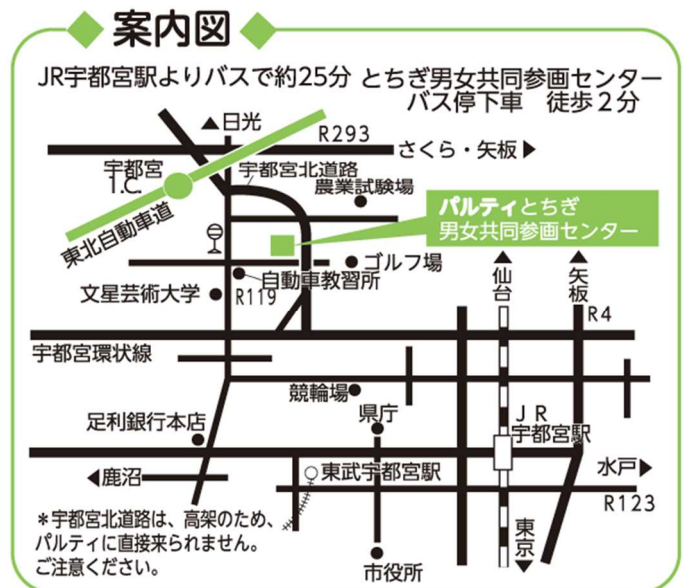 案内図
JR宇都宮駅よりバスで約25分 とちぎ男女共同参画センター
バス停下車 徒歩2分
▲日光
R293
さくら・矢板▶
宇都宮
I.C.
宇都宮北道路
農業試験場
東北自動車道
パルティとちぎ
男女共同参画センター
ゴルフ場
自動車教習所
文星芸術大学
R119
▲仙台
▲矢板
R4
宇都宮環状線
競輪場
県庁
足利銀行本店
JR
宇都宮駅
◀鹿沼
東武宇都宮駅
水戸▶
R123
*宇都宮北道路は、高架のため、
パルティに直接来られません。
ご注意ください。
東京▼
市役所